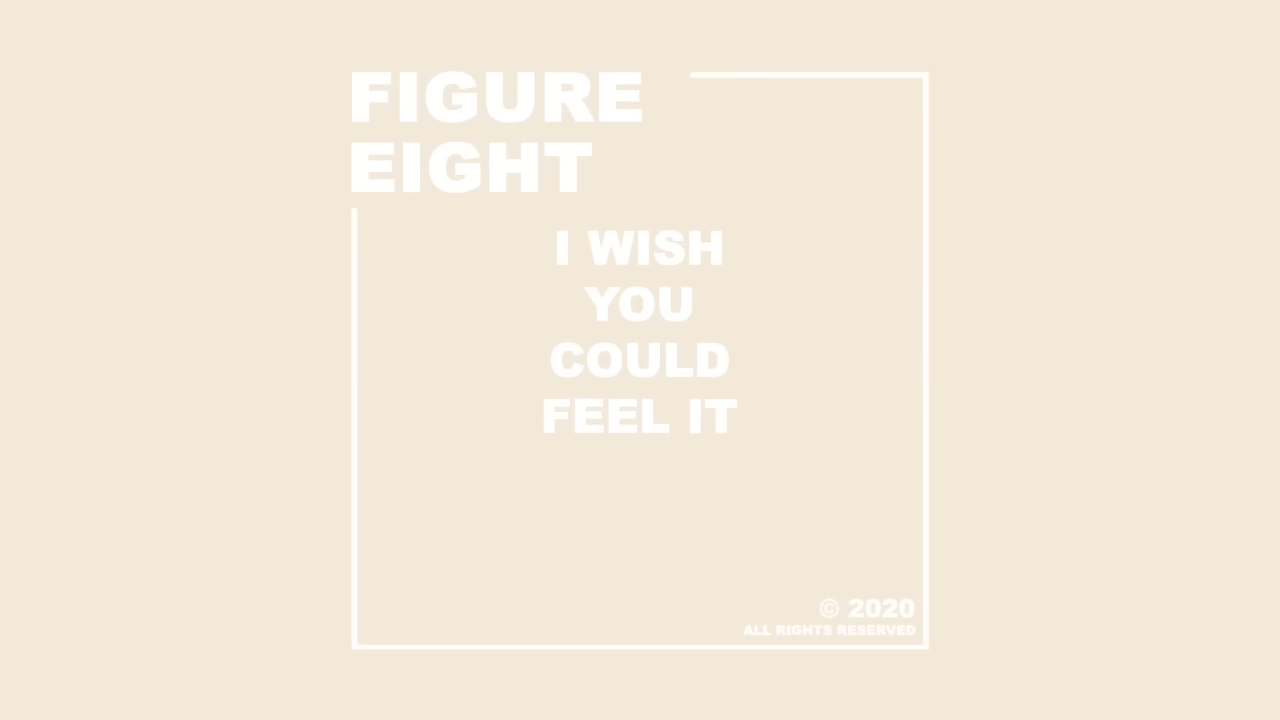 FIGURE
EIGHT
I WISH
YOU
COULD
FEEL IT
© 2020
ALL RIGHTS RESERVED